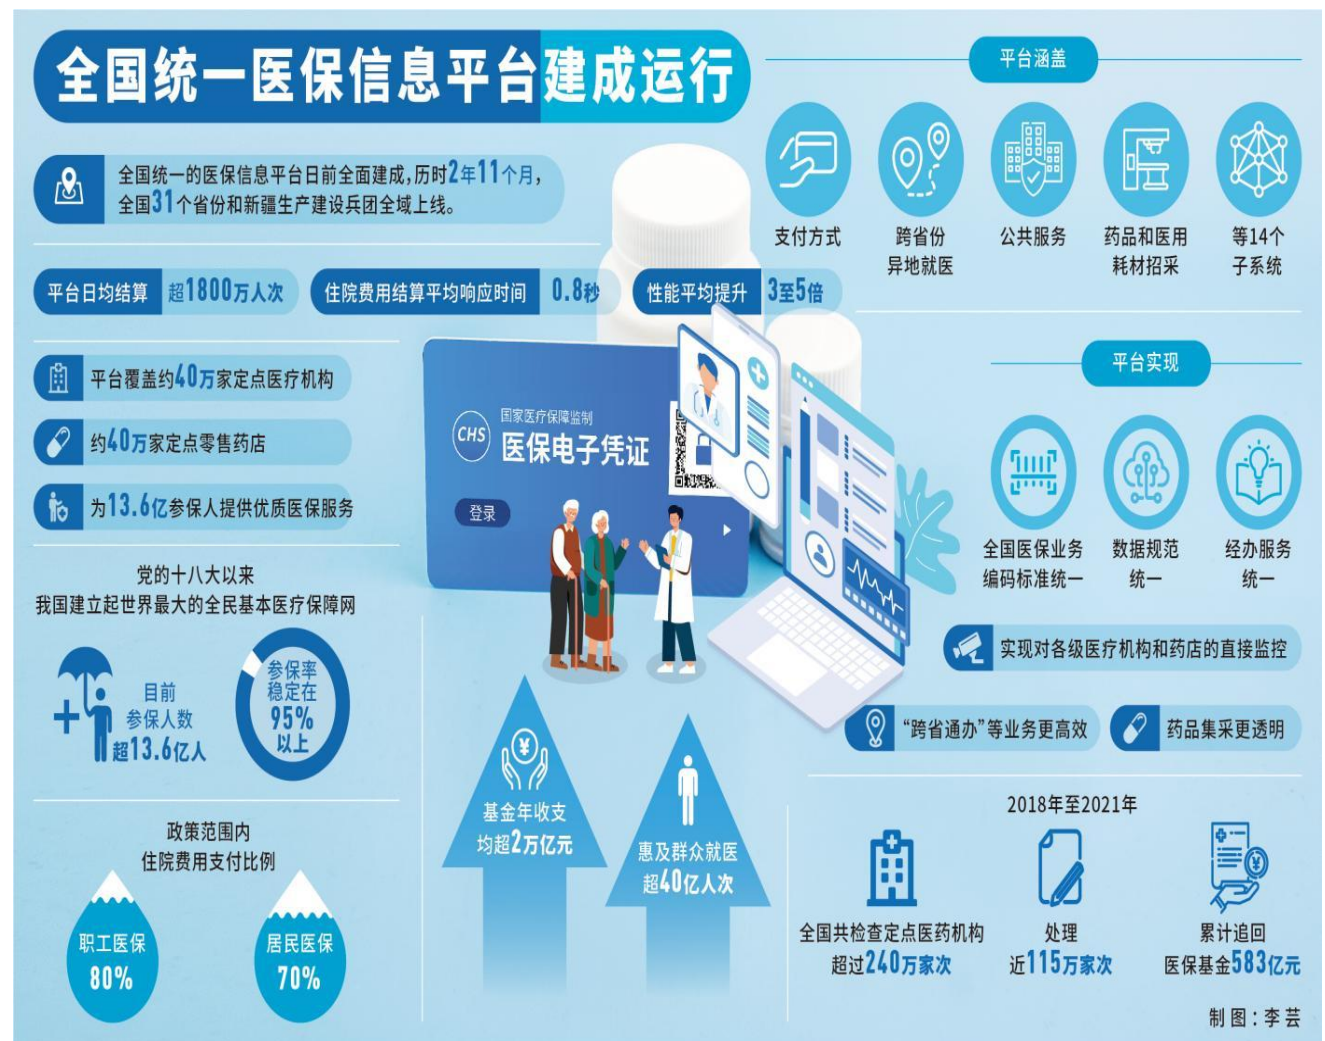 全国统一医保信息平台建成运行
全国统一的医保信息平台日前全面建成,历时2年11个月,
全国31个省份和新疆生产建设兵团全域上线。
平台日均结算 超1800万人次
住院费用结算平均响应时间 0.8秒
性能平均提升 3至5倍
平台覆盖约40万家定点医疗机构
约40万家定点零售药店
为13.6亿参保人提供优质医保服务
党的十八大以来
我国建立起世界最大的全民基本医疗保障网
目前
参保人数
超13.6亿人
参保率
稳定在
95%
以上
政策范围内
住院费用支付比例
职工医保
80%
居民医保
70%
国家医疗保障监制
CHS
医保电子凭证
登录
基金年收支
均超2万亿元
惠及群众就医
超40亿人次
平台涵盖
支付方式
跨省份
异地就医
公共服务
药品和医用
耗材招采
等14个
子系统
平台实现
全国医保业务
编码标准统一
数据规范
统一
经办服务
统一
实现对各级医疗机构和药店的直接监控
“跨省通办”等业务更高效
药品集采更透明
2018年至2021年
全国共检查定点医药机构
超过240万家次
处理
近115万家次
累计追回
医保基金583亿元
制图:李芸